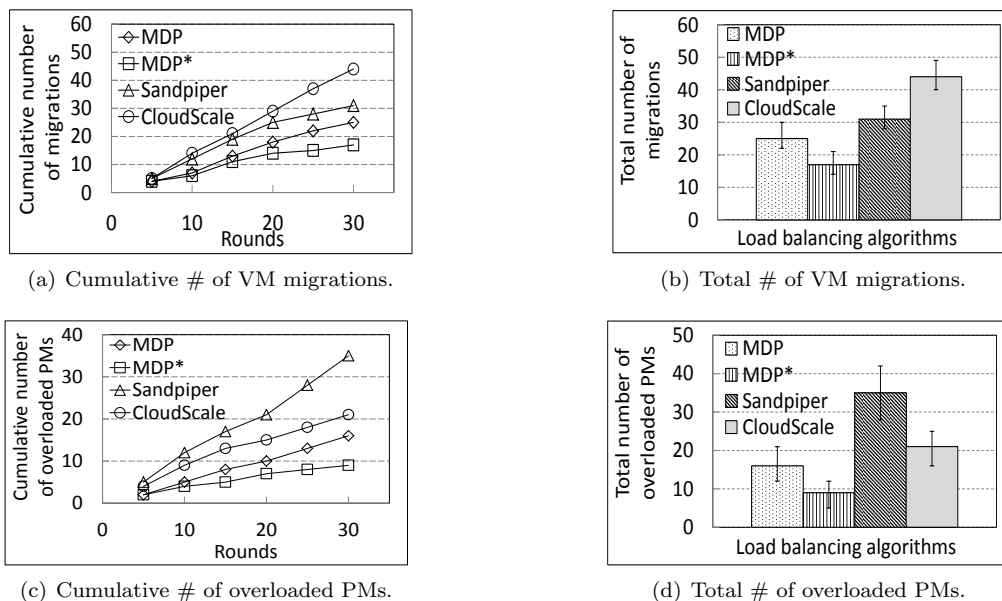 60
50
40
30
20
10
0
Cumulative number
of migrations
MDP
MDP*
Sandpiper
CloudScale
0 10 20 30
Rounds
(a) Cumulative # of VM migrations.
60
50
40
30
20
10
0
Total number of
migrations
MDP
MDP*
Sandpiper
CloudScale
Load balancing algorithms
(b) Total # of VM migrations.
40
30
20
10
0
Cumulative number
of overloaded PMs
MDP
MDP*
Sandpiper
CloudScale
0 10 20 30
Rounds
(c) Cumulative # of overloaded PMs.
50
40
30
20
10
0
Total number of
overloaded PMs
MDP
MDP*
Sandpiper
CloudScale
Load balancing algorithms
(d) Total # of overloaded PMs.